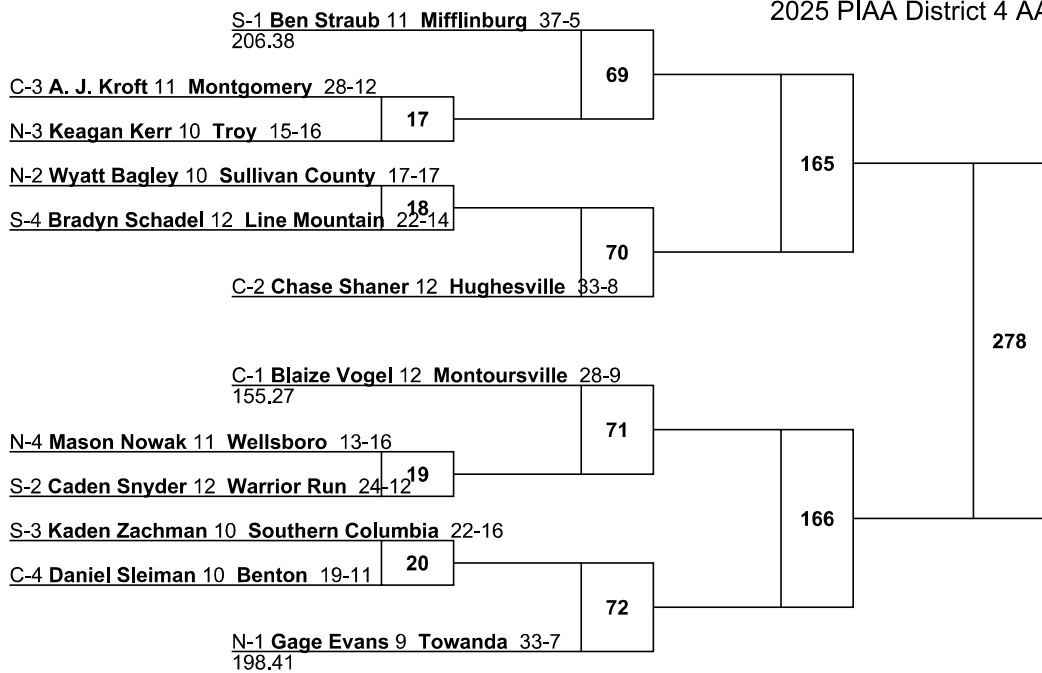 2025 PIAA District 4 AA
S-1 Ben Straub 11 Mifflinburg 37-5
206.38
69
C-3 A. J. Kroft 11 Montgomery 28-12
17
N-3 Keagan Kerr 10 Troy 15-16
165
N-2 Wyatt Bagley 10 Sullivan County 17-17
18
S-4 Bradyn Schadel 12 Line Mountain 22-14
70
C-2 Chase Shaner 12 Hughesville 33-8
278
C-1 Blaize Vogel 12 Montoursville 28-9
155.27
71
N-4 Mason Nowak 11 Wellsboro 13-16
19
S-2 Caden Snyder 12 Warrior Run 24-12
166
S-3 Kaden Zachman 10 Southern Columbia 22-16
20
C-4 Daniel Sleiman 10 Benton 19-11
72
N-1 Gage Evans 9 Towanda 33-7
198.41